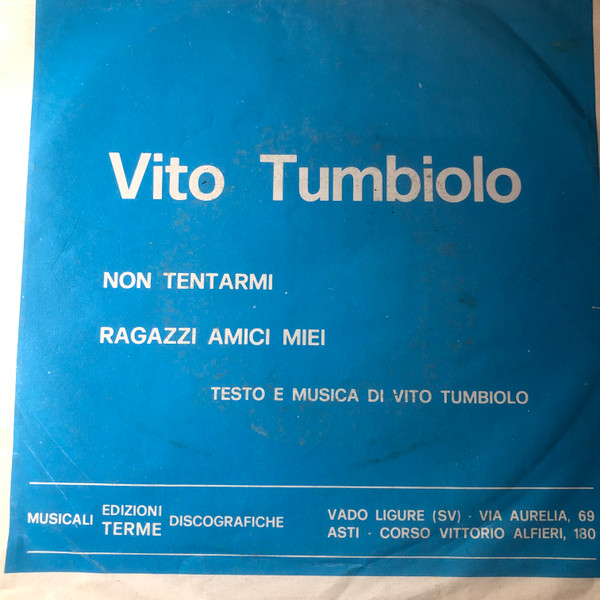 Vito Tumbiolo
NON TENTARMI
RAGAZZI AMICI MIEI
TESTO E MUSICA DI VITO TUMBIOLO
MUSICALI EDIZIONI TERME DISCOGRAFICHE
VADO LIGURE (SV) · VIA AURELIA, 69
ASTI · CORSO VITTORIO ALFIERI, 180